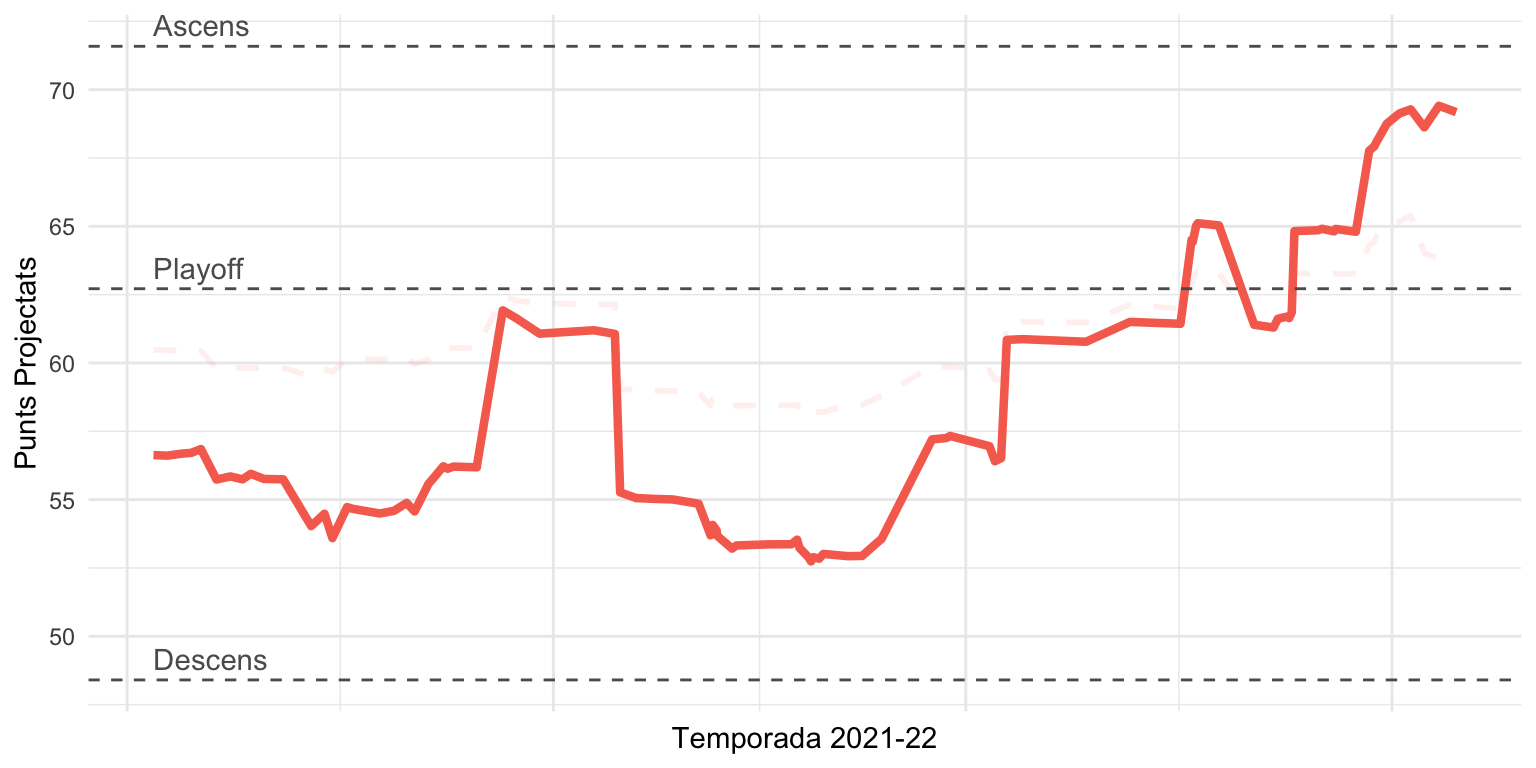 Ascens
70
65
Playoff
60
55
50
Descens
Punts Projectats
Temporada 2021-22